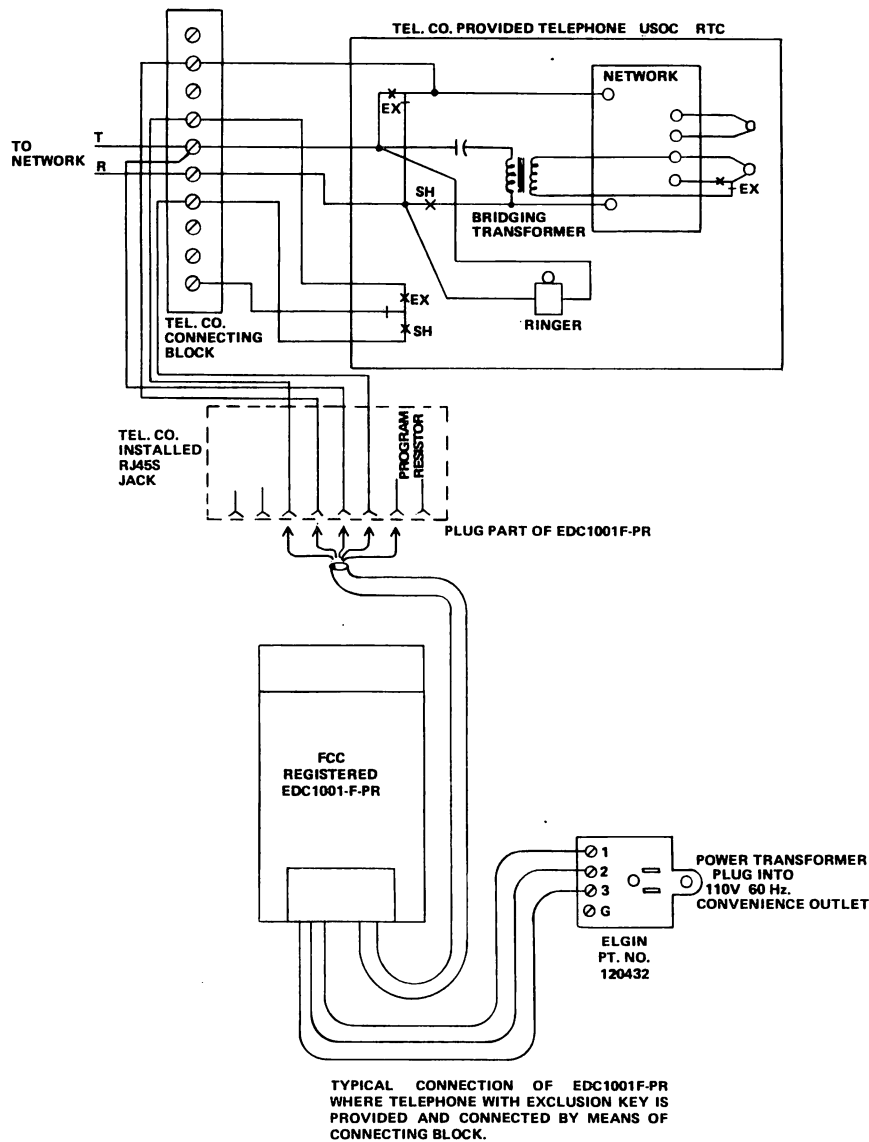 TEL. CO. PROVIDED TELEPHONE USOC RTC
NETWORK
EX
TO
NETWORK
T
R
SH
EX
BRIDGING
TRANSFORMER
EX
SH
RINGER
TEL. CO.
CONNECTING
BLOCK
TEL. CO.
INSTALLED
RJ45S
JACK
PROGRAM
RESISTOR
PLUG PART OF EDC1001F-PR
FCC
REGISTERED
EDC1001-F-PR
1
2
3
G
POWER TRANSFORMER
PLUG INTO
110V 60 Hz.
CONVENIENCE OUTLET
ELGIN
PT. NO.
120432
TYPICAL CONNECTION OF EDC1001F-PR
WHERE TELEPHONE WITH EXCLUSION KEY IS
PROVIDED AND CONNECTED BY MEANS OF
CONNECTING BLOCK.